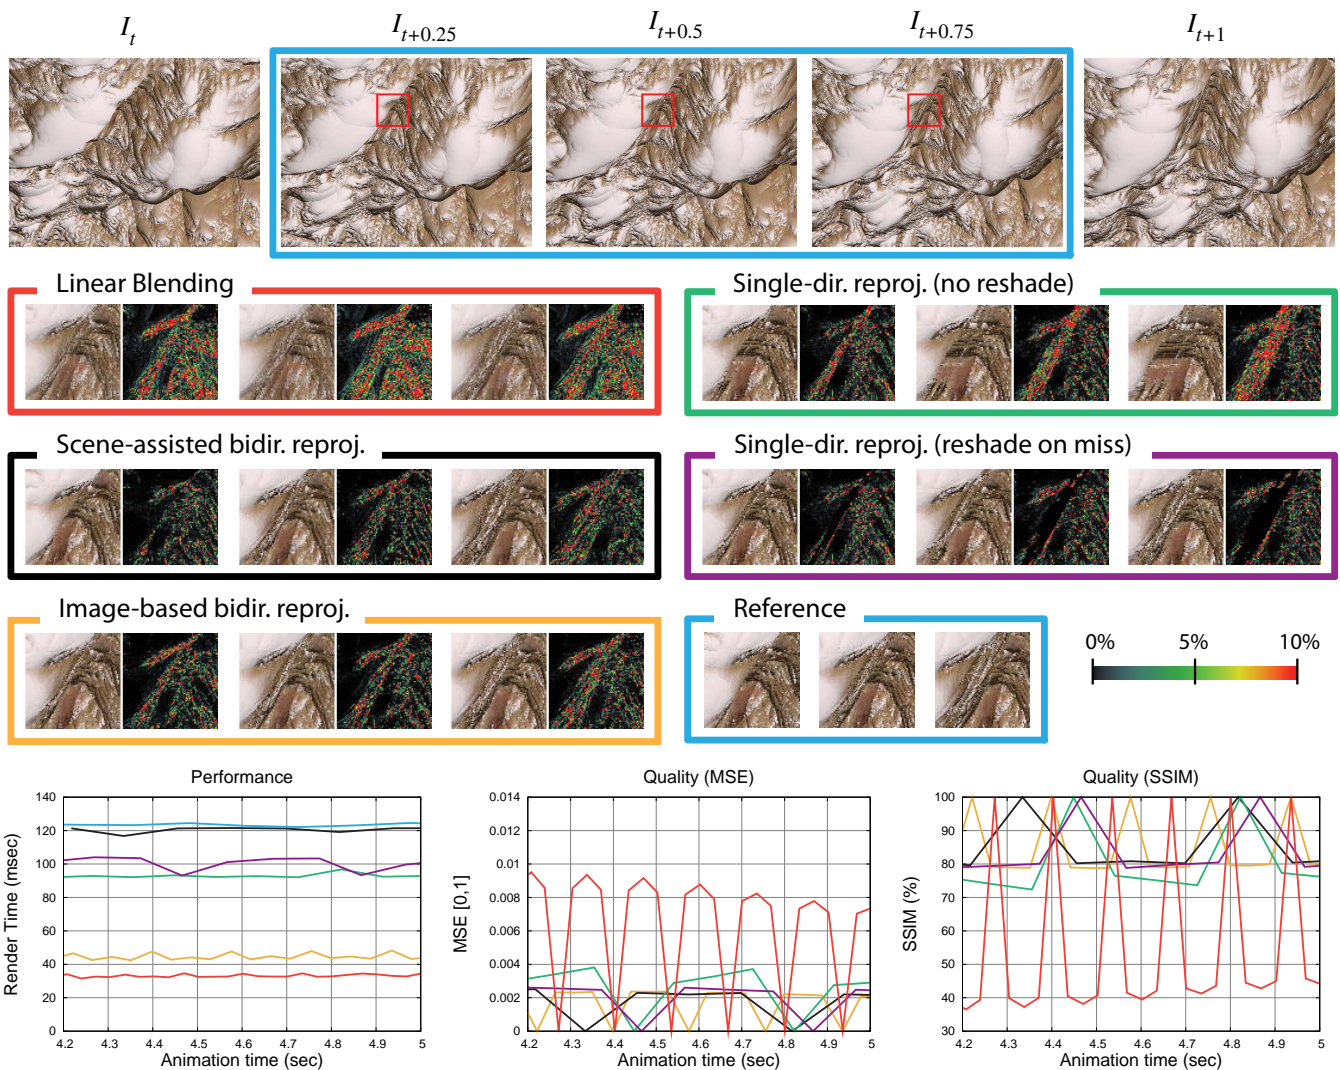 I_t
I_{t+0.25}
I_{t+0.5}
I_{t+0.75}
I_{t+1}
Linear Blending
Single-dir. reproj. (no reshade)
Scene-assisted bidir. reproj.
Single-dir. reproj. (reshade on miss)
Image-based bidir. reproj.
Reference
0% 5% 10%
Performance
Render Time (msec)
140
120
100
80
60
40
20
0
4.2 4.3 4.4 4.5 4.6 4.7 4.8 4.9 5
Animation time (sec)
Quality (MSE)
MSE [0,1]
0.014
0.012
0.01
0.008
0.006
0.004
0.002
0
4.2 4.3 4.4 4.5 4.6 4.7 4.8 4.9 5
Animation time (sec)
Quality (SSIM)
SSIM (%)
100
90
80
70
60
50
40
30
4.2 4.3 4.4 4.5 4.6 4.7 4.8 4.9 5
Animation time (sec)